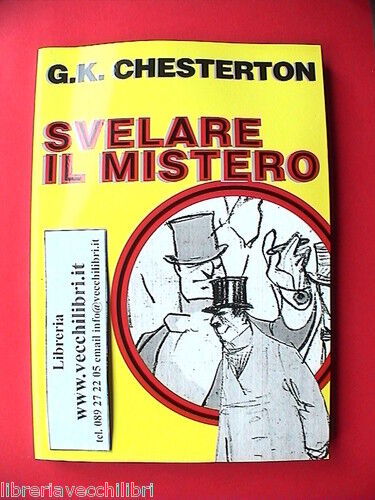 G.K. CHESTERTON
SVELARE
IL MISTERO
Libreria
www.vecchilibri.it
tel. 089 27 22 05 email info@vecchilibri.it
libreriavecchilibri